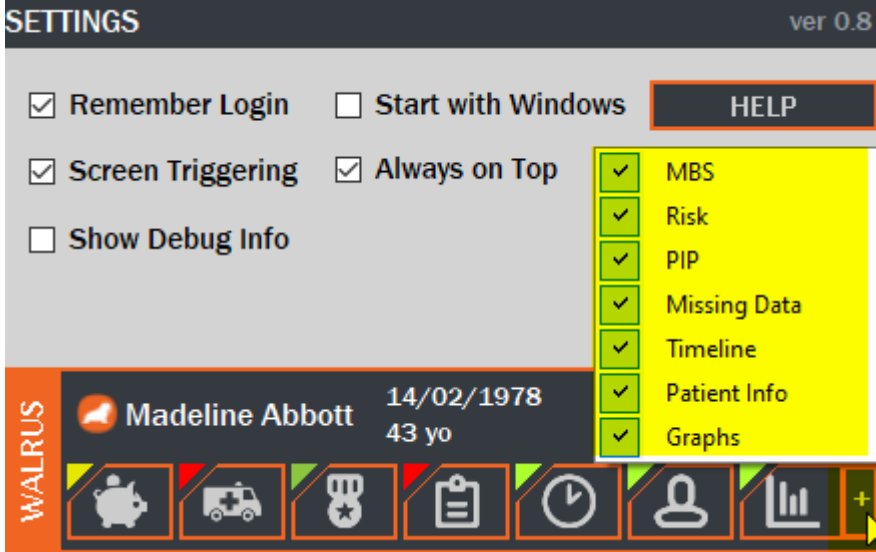 SETTINGS ver 0.8
Remember Login Start with Windows HELP
Screen Triggering Always on Top
Show Debug Info
MBS
Risk
PIP
Missing Data
Timeline
Patient Info
Graphs
WALRUS
Madeline Abbott
14/02/1978
43 yo
+